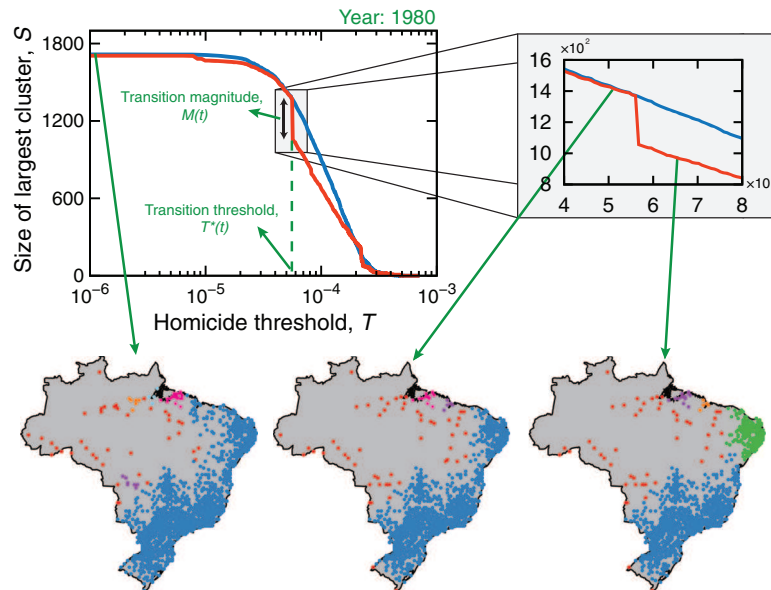 Year: 1980
Size of largest cluster, S
1800
1200
600
0
Transition magnitude,
M(t)
Transition threshold,
T*(t)
10⁻⁶
10⁻⁵
10⁻⁴
10⁻³
Homicide threshold, T
×10²
16
14
12
10
8
4
5
6
7
8
×10